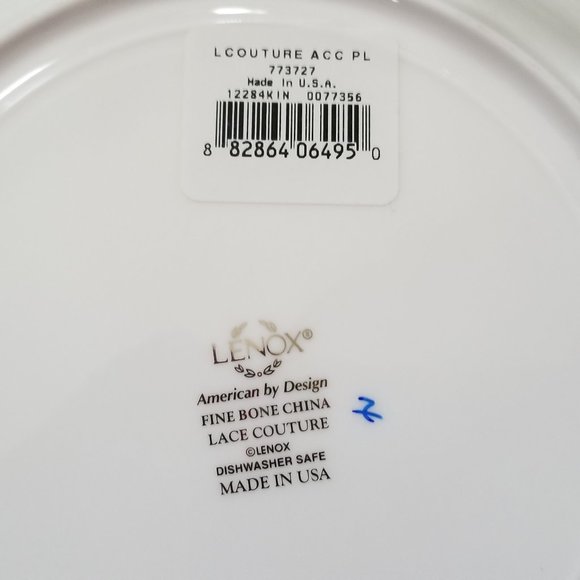 LCOUTURE ACC PL
773727
Made In U.S.A.
12284KIN 0077356
8 82864 06495 0
LENOX®
American by Design
FINE BONE CHINA
LACE COUTURE
©LENOX
DISHWASHER SAFE
MADE IN USA